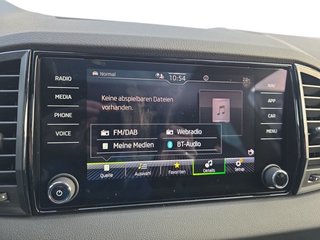 RADIO
MEDIA
PHONE
VOICE
Normal
10:54
Keine abspielbaren Dateien
vorhanden.
FM/DAB
Webradio
Meine Medien
BT-Audio
Quelle
Auswahl
Favoriten
Details
Setup
NAV
APP
CAR
MENU